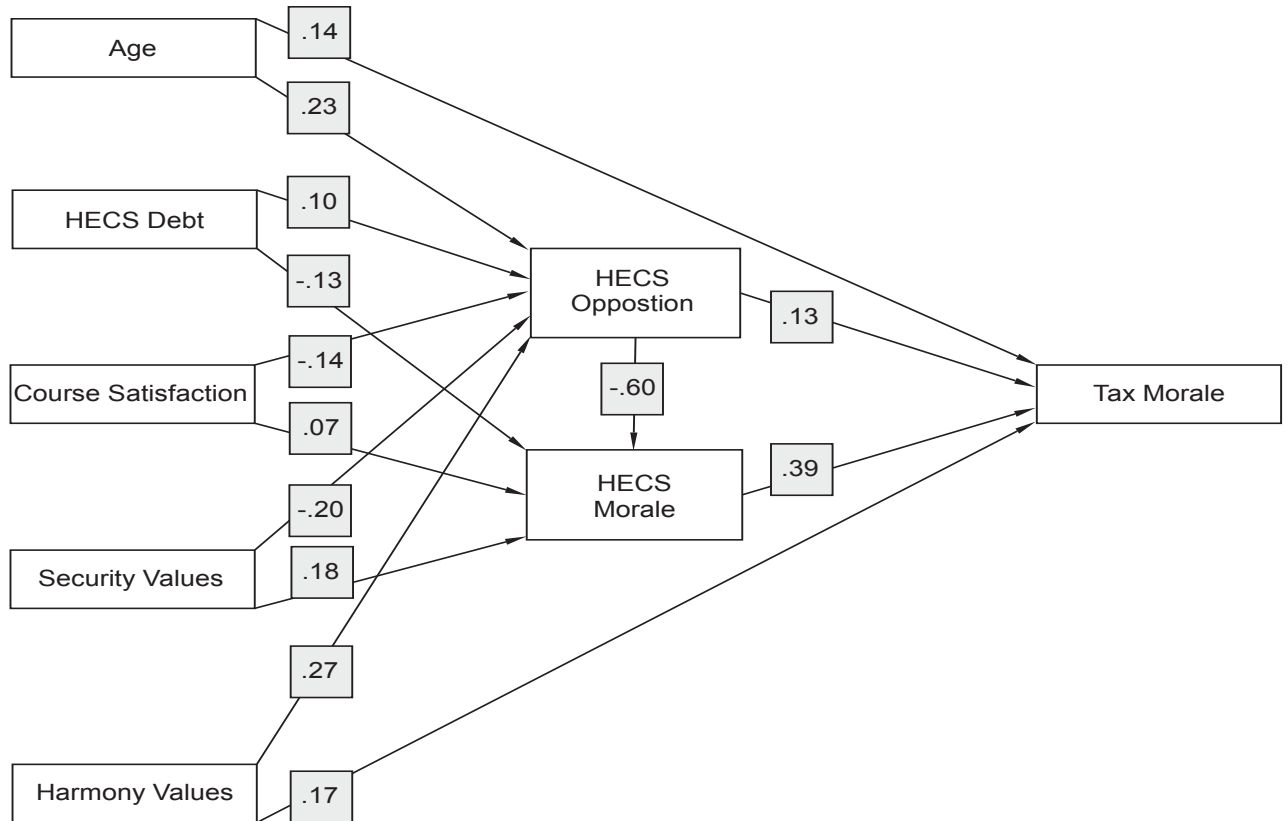 .14
Age
.23
.10
HECS Debt
-.13
HECS
Oppostion
.13
-.14
-.60
Course Satisfaction
Tax Morale
.07
.39
HECS
Morale
-.20
.18
Security Values
.27
Harmony Values
.17